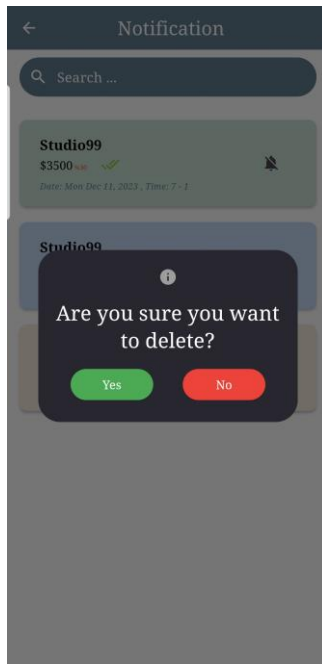 Notification
Search ...
Studio99
$3500
Date: Mon Dec 11, 2023 , Time: 7 - 1
Studio99
Are you sure you want
to delete?
Yes
No